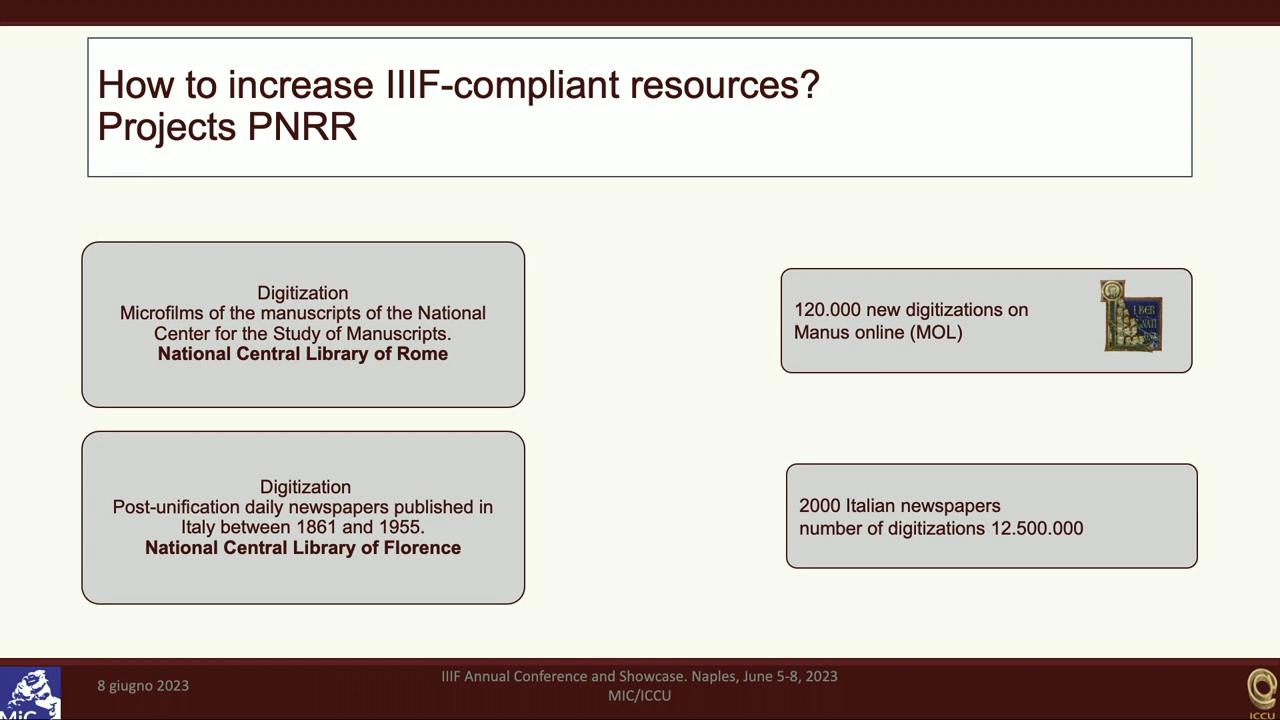 How to increase IIIF-compliant resources?
Projects PNRR
Digitization
Microfilms of the manuscripts of the National
Center for the Study of Manuscripts.
National Central Library of Rome
120.000 new digitizations on
Manus online (MOL)
Digitization
Post-unification daily newspapers published in
Italy between 1861 and 1955.
National Central Library of Florence
2000 Italian newspapers
number of digitizations 12.500.000
MiC
8 giugno 2023
IIIF Annual Conference and Showcase. Naples, June 5-8, 2023
MIC/ICCU
ICCU